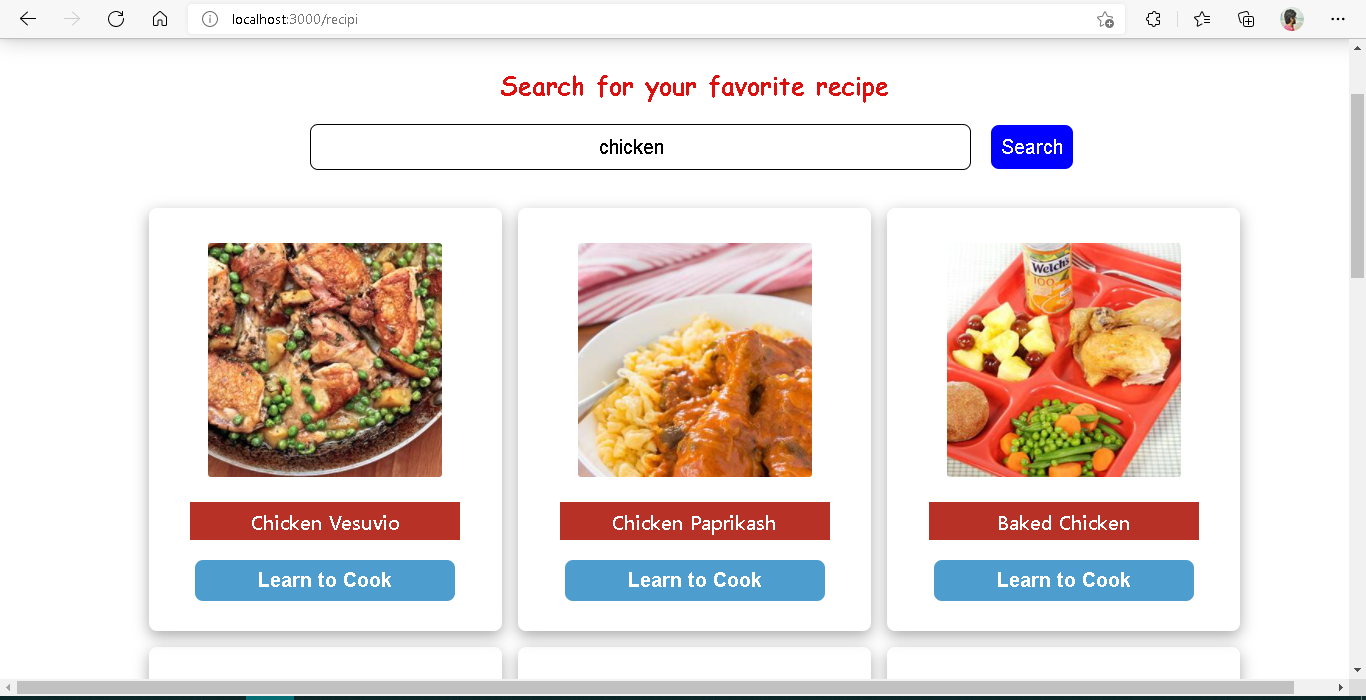 localhost:3000/recipi
Search for your favorite recipe
chicken
Search
Welch's
100%
Chicken Vesuvio
Chicken Paprikash
Baked Chicken
Learn to Cook
Learn to Cook
Learn to Cook